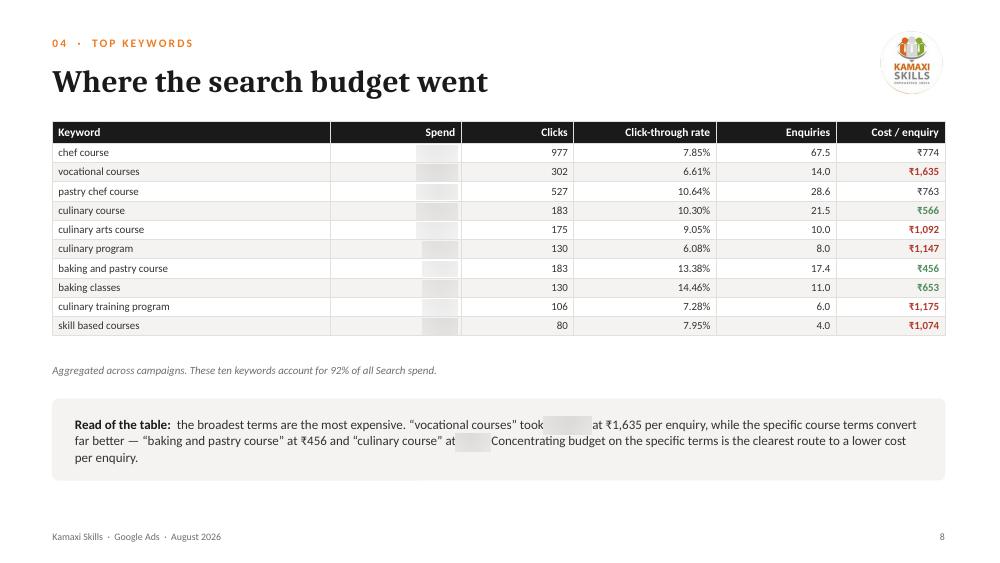 04 · TOP KEYWORDS
KAMAXI
SKILLS
Where the search budget went
Keyword Spend Clicks Click-through rate Enquiries Cost / enquiry
chef course 977 7.85% 67.5 ₹774
vocational courses 302 6.61% 14.0 ₹1,635
pastry chef course 527 10.64% 28.6 ₹763
culinary course 183 10.30% 21.5 ₹566
culinary arts course 175 9.05% 10.0 ₹1,092
culinary program 130 6.08% 8.0 ₹1,147
baking and pastry course 183 13.38% 17.4 ₹456
baking classes 130 14.46% 11.0 ₹653
culinary training program 106 7.28% 6.0 ₹1,175
skill based courses 80 7.95% 4.0 ₹1,074
Aggregated across campaigns. These ten keywords account for 92% of all Search spend.
Read of the table: the broadest terms are the most expensive. “vocational courses” took at ₹1,635 per enquiry, while the specific course terms convert
far better — “baking and pastry course” at ₹456 and “culinary course” at Concentrating budget on the specific terms is the clearest route to a lower cost
per enquiry.
Kamaxi Skills · Google Ads · August 2026 8